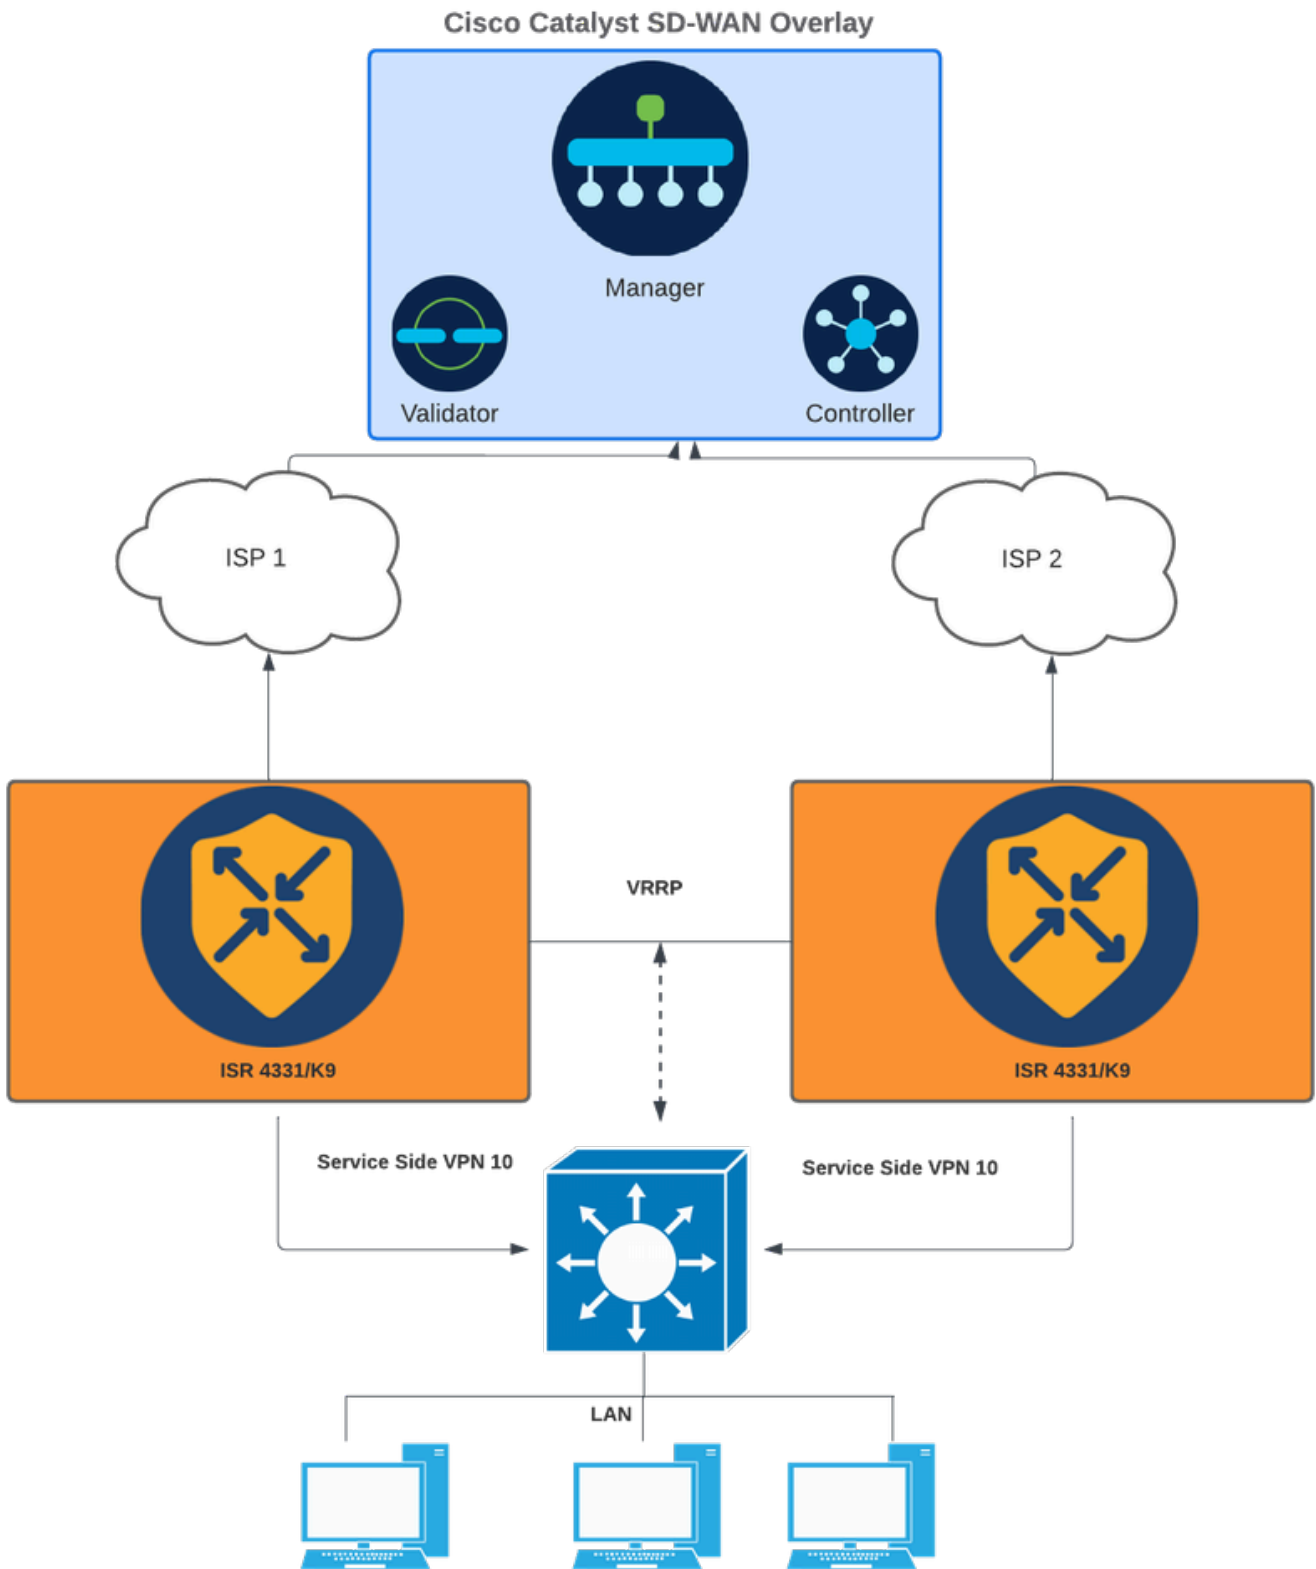 Cisco Catalyst SD-WAN Overlay
Manager
Validator
Controller
ISP 1
ISP 2
VRRP
ISR 4331/K9
ISR 4331/K9
Service Side VPN 10
Service Side VPN 10
LAN